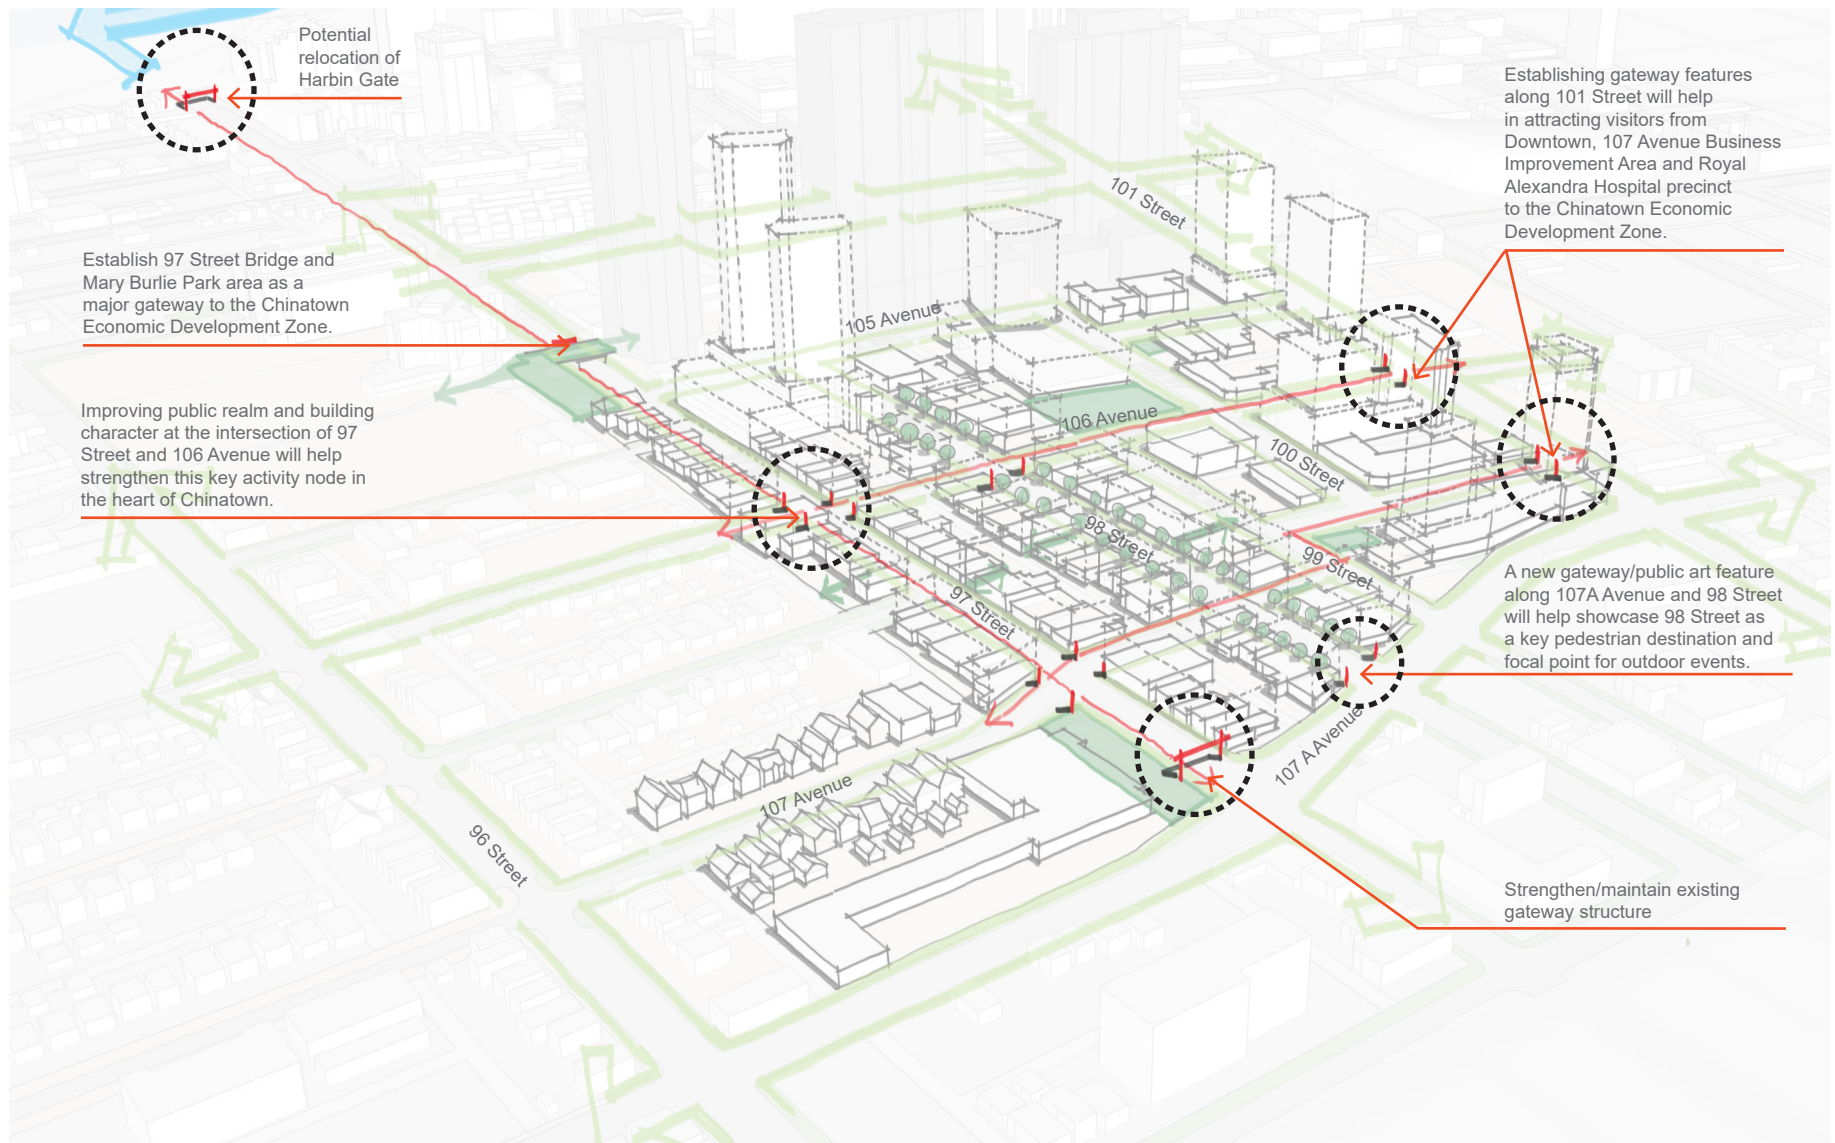 Potential
relocation of
Harbin Gate
Establishing gateway features
along 101 Street will help
in attracting visitors from
Downtown, 107 Avenue Business
Improvement Area and Royal
Alexandra Hospital precinct
to the Chinatown Economic
Development Zone.
101 Street
Establish 97 Street Bridge and
Mary Burlie Park area as a
major gateway to the Chinatown
Economic Development Zone.
105 Avenue
Improving public realm and building
character at the intersection of 97
Street and 106 Avenue will help
strengthen this key activity node in
the heart of Chinatown.
106 Avenue
100 Street
98 Street
99 Street
97 Street
A new gateway/public art feature
along 107A Avenue and 98 Street
will help showcase 98 Street as
a key pedestrian destination and
focal point for outdoor events.
107 A Avenue
107 Avenue
96 Street
Strengthen/maintain existing
gateway structure